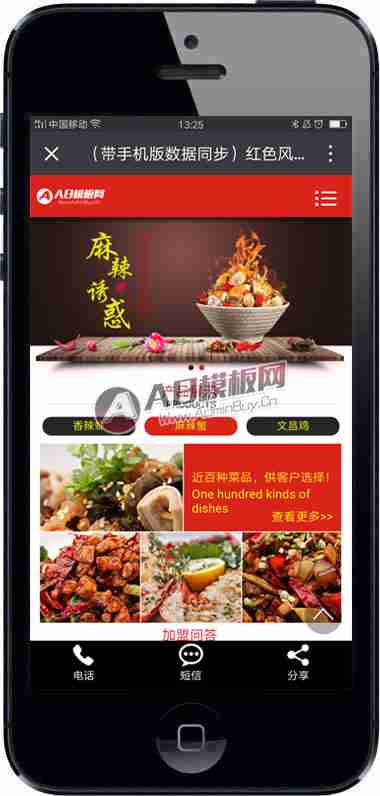 中国移动
13:25
（带手机版数据同步）红色风...
AB模板网
麻辣诱惑
PRODUCTS
AB模板网
www.AdminBuy.Cn
香辣虾
麻辣蟹
文昌鸡
近百种菜品，供客户选择！
One hundred kinds of
dishes
查看更多>>
加盟问答
电话
短信
分享